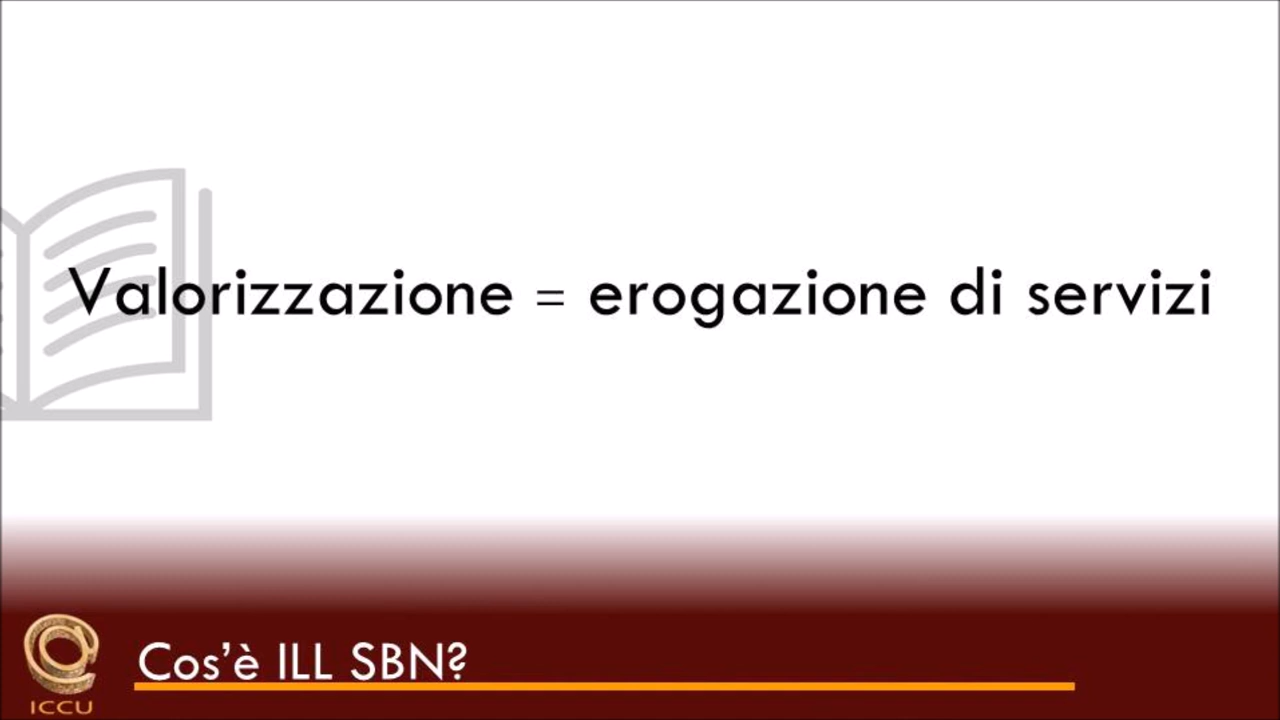 Valorizzazione = erogazione di servizi
Cos'è ILL SBN?
ICCU